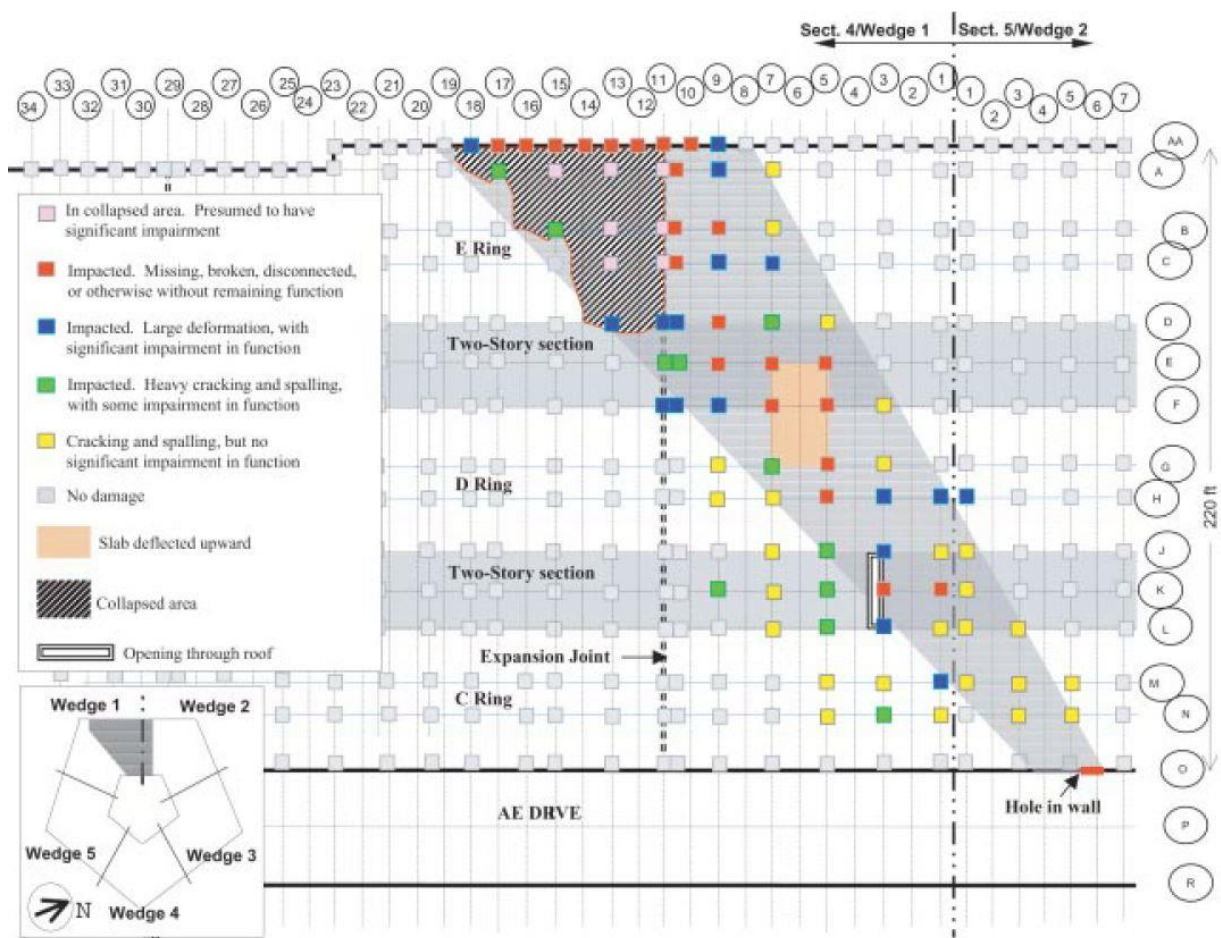 Sect. 4/Wedge 1 Sect. 5/Wedge 2
34 33 32 31 30 29 28 27 26 25 24 23 22 21 20 19 18 17 16 15 14 13 12 11 10 9 8 7 6 5 4 3 2 1 1 2 3 4 5 6 7
AA
A
B
C
D
E
F
G
H
J
K
L
M
N
O
P
R
220 ft
In collapsed area. Presumed to have
significant impairment
Impacted. Missing, broken, disconnected,
or otherwise without remaining function
Impacted. Large deformation, with
significant impairment in function
Impacted. Heavy cracking and spalling,
with some impairment in function
Cracking and spalling, but no
significant impairment in function
No damage
Slab deflected upward
Collapsed area
Opening through roof
E Ring
Two-Story section
D Ring
Two-Story section
Expansion Joint
C Ring
AE DRVE
Hole in wall
Wedge 1
Wedge 2
Wedge 5
Wedge 3
Wedge 4
N